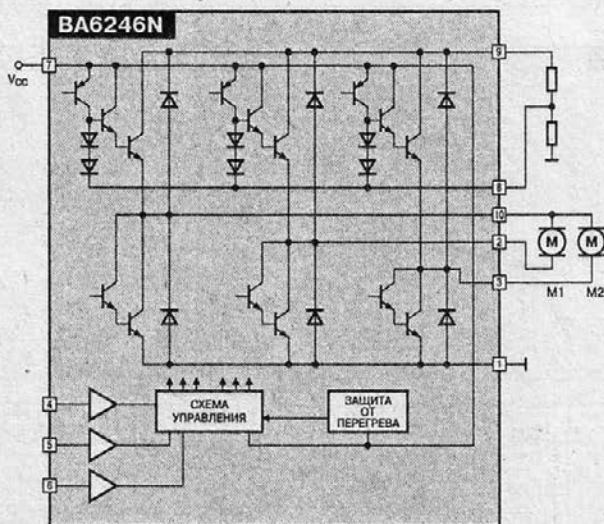 BA6246N
VCC
7
9
8
10
2
M M
3
M1 M2
1
4
СХЕМА
УПРАВЛЕНИЯ
ЗАЩИТА
ОТ
ПЕРЕГРЕВА
5
6